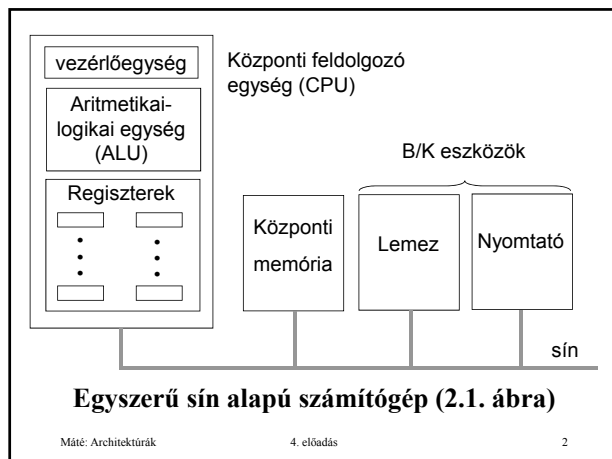 vezérlőegység
Központi feldolgozó
egység (CPU)
Aritmetikai-
logikai egység
(ALU)
B/K eszközök
Regiszterek
Központi
memória
Lemez
Nyomtató
sín
Egyszerű sín alapú számítógép (2.1. ábra)
Máté: Architektúrák 4. előadás 2